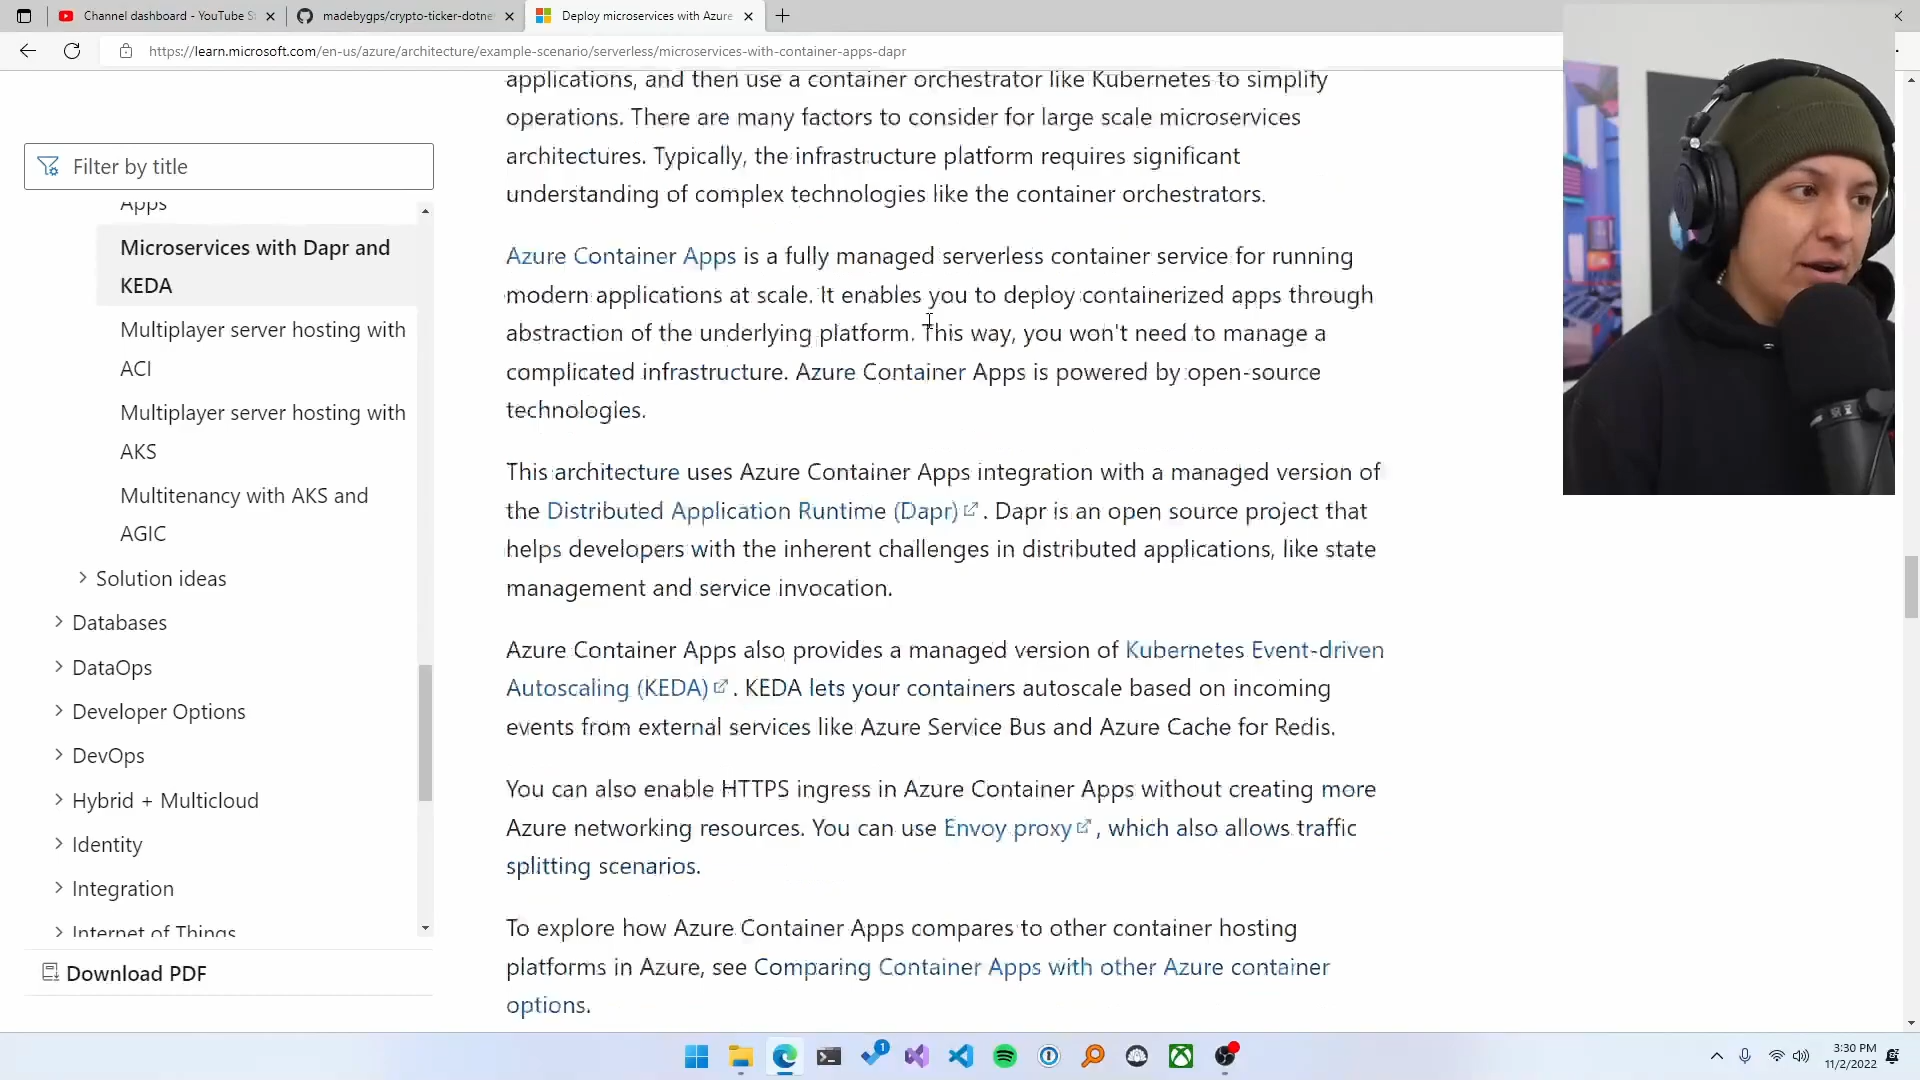 Channel dashboard - YouTube S
madebygps/crypto-ticker-dotne
Deploy microservices with Azure
https://learn.microsoft.com/en-us/azure/architecture/example-scenario/serverless/microservices-with-container-apps-dapr
Filter by title
Apps
Microservices with Dapr and
KEDA
Multiplayer server hosting with
ACI
Multiplayer server hosting with
AKS
Multitenancy with AKS and
AGIC
Solution ideas
Databases
DataOps
Developer Options
DevOps
Hybrid + Multicloud
Identity
Integration
Internet of Things
Download PDF
applications, and then use a container orchestrator like Kubernetes to simplify
operations. There are many factors to consider for large scale microservices
architectures. Typically, the infrastructure platform requires significant
understanding of complex technologies like the container orchestrators.
Azure Container Apps is a fully managed serverless container service for running
modern applications at scale. It enables you to deploy containerized apps through
abstraction of the underlying platform. This way, you won't need to manage a
complicated infrastructure. Azure Container Apps is powered by open-source
technologies.
This architecture uses Azure Container Apps integration with a managed version of
the Distributed Application Runtime (Dapr) . Dapr is an open source project that
helps developers with the inherent challenges in distributed applications, like state
management and service invocation.
Azure Container Apps also provides a managed version of Kubernetes Event-driven
Autoscaling (KEDA) . KEDA lets your containers autoscale based on incoming
events from external services like Azure Service Bus and Azure Cache for Redis.
You can also enable HTTPS ingress in Azure Container Apps without creating more
Azure networking resources. You can use Envoy proxy , which also allows traffic
splitting scenarios.
To explore how Azure Container Apps compares to other container hosting
platforms in Azure, see Comparing Container Apps with other Azure container
options.
1
3:30 PM
11/2/2022